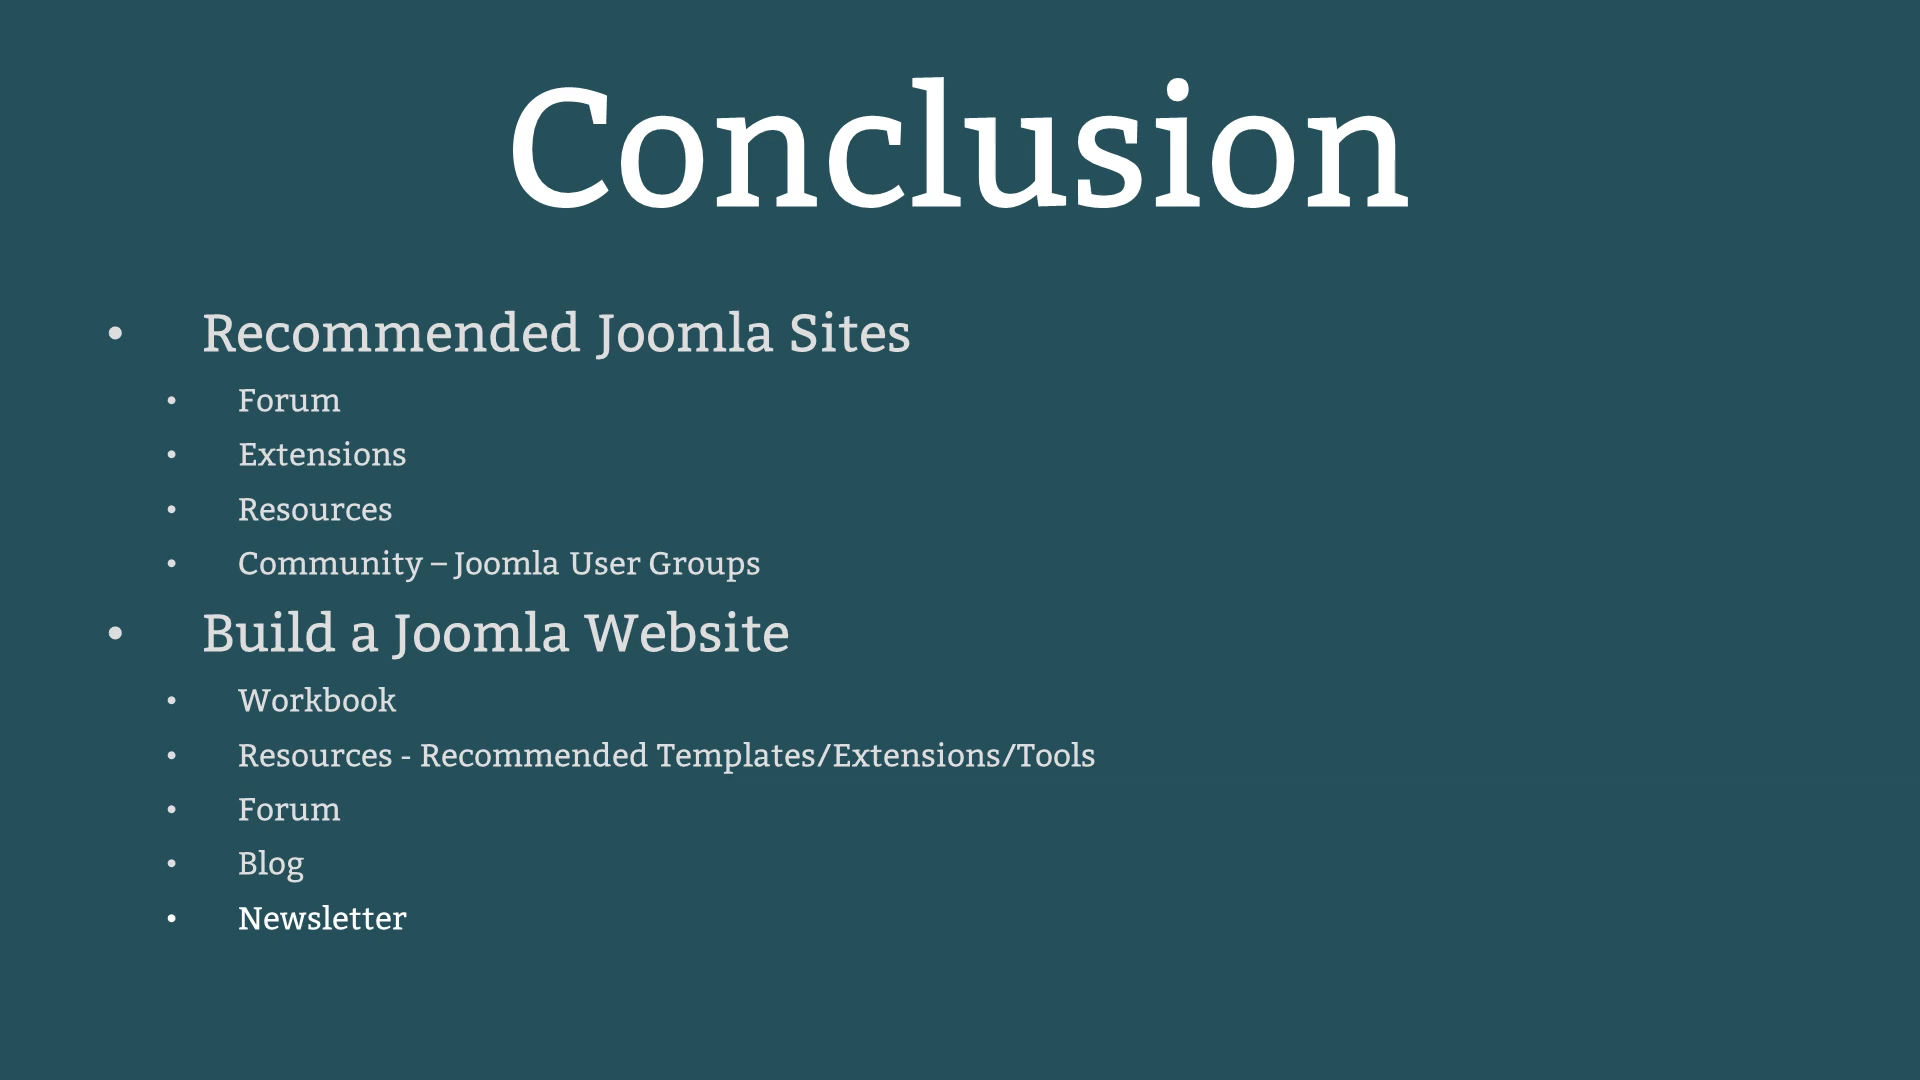 Conclusion
• Recommended Joomla Sites
• Forum
• Extensions
• Resources
• Community – Joomla User Groups
• Build a Joomla Website
• Workbook
• Resources - Recommended Templates/Extensions/Tools
• Forum
• Blog
• Newsletter